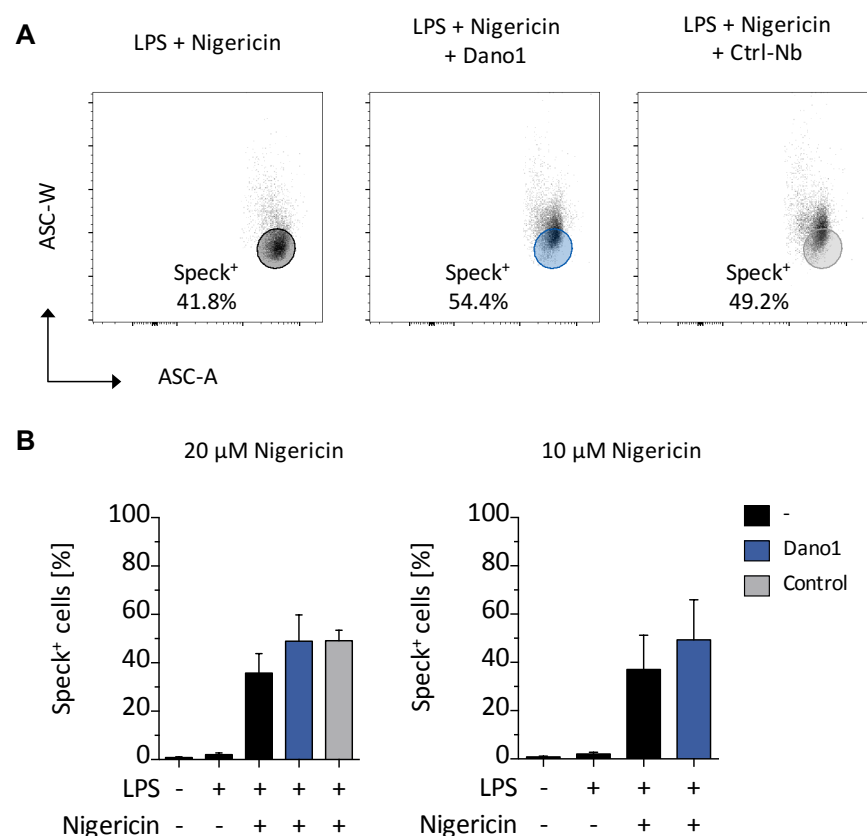 A
LPS + Nigericin
LPS + Nigericin
+ Dano1
LPS + Nigericin
+ Ctrl-Nb
ASC-W
Speck⁺
41.8%
Speck⁺
54.4%
Speck⁺
49.2%
ASC-A
B
20 µM Nigericin
10 µM Nigericin
Speck⁺ cells [%]
100
80
60
40
20
0
Speck⁺ cells [%]
100
80
60
40
20
0
-
Dano1
Control
LPS - + + + +
Nigericin - - + + +
LPS - + + +
Nigericin - - + +